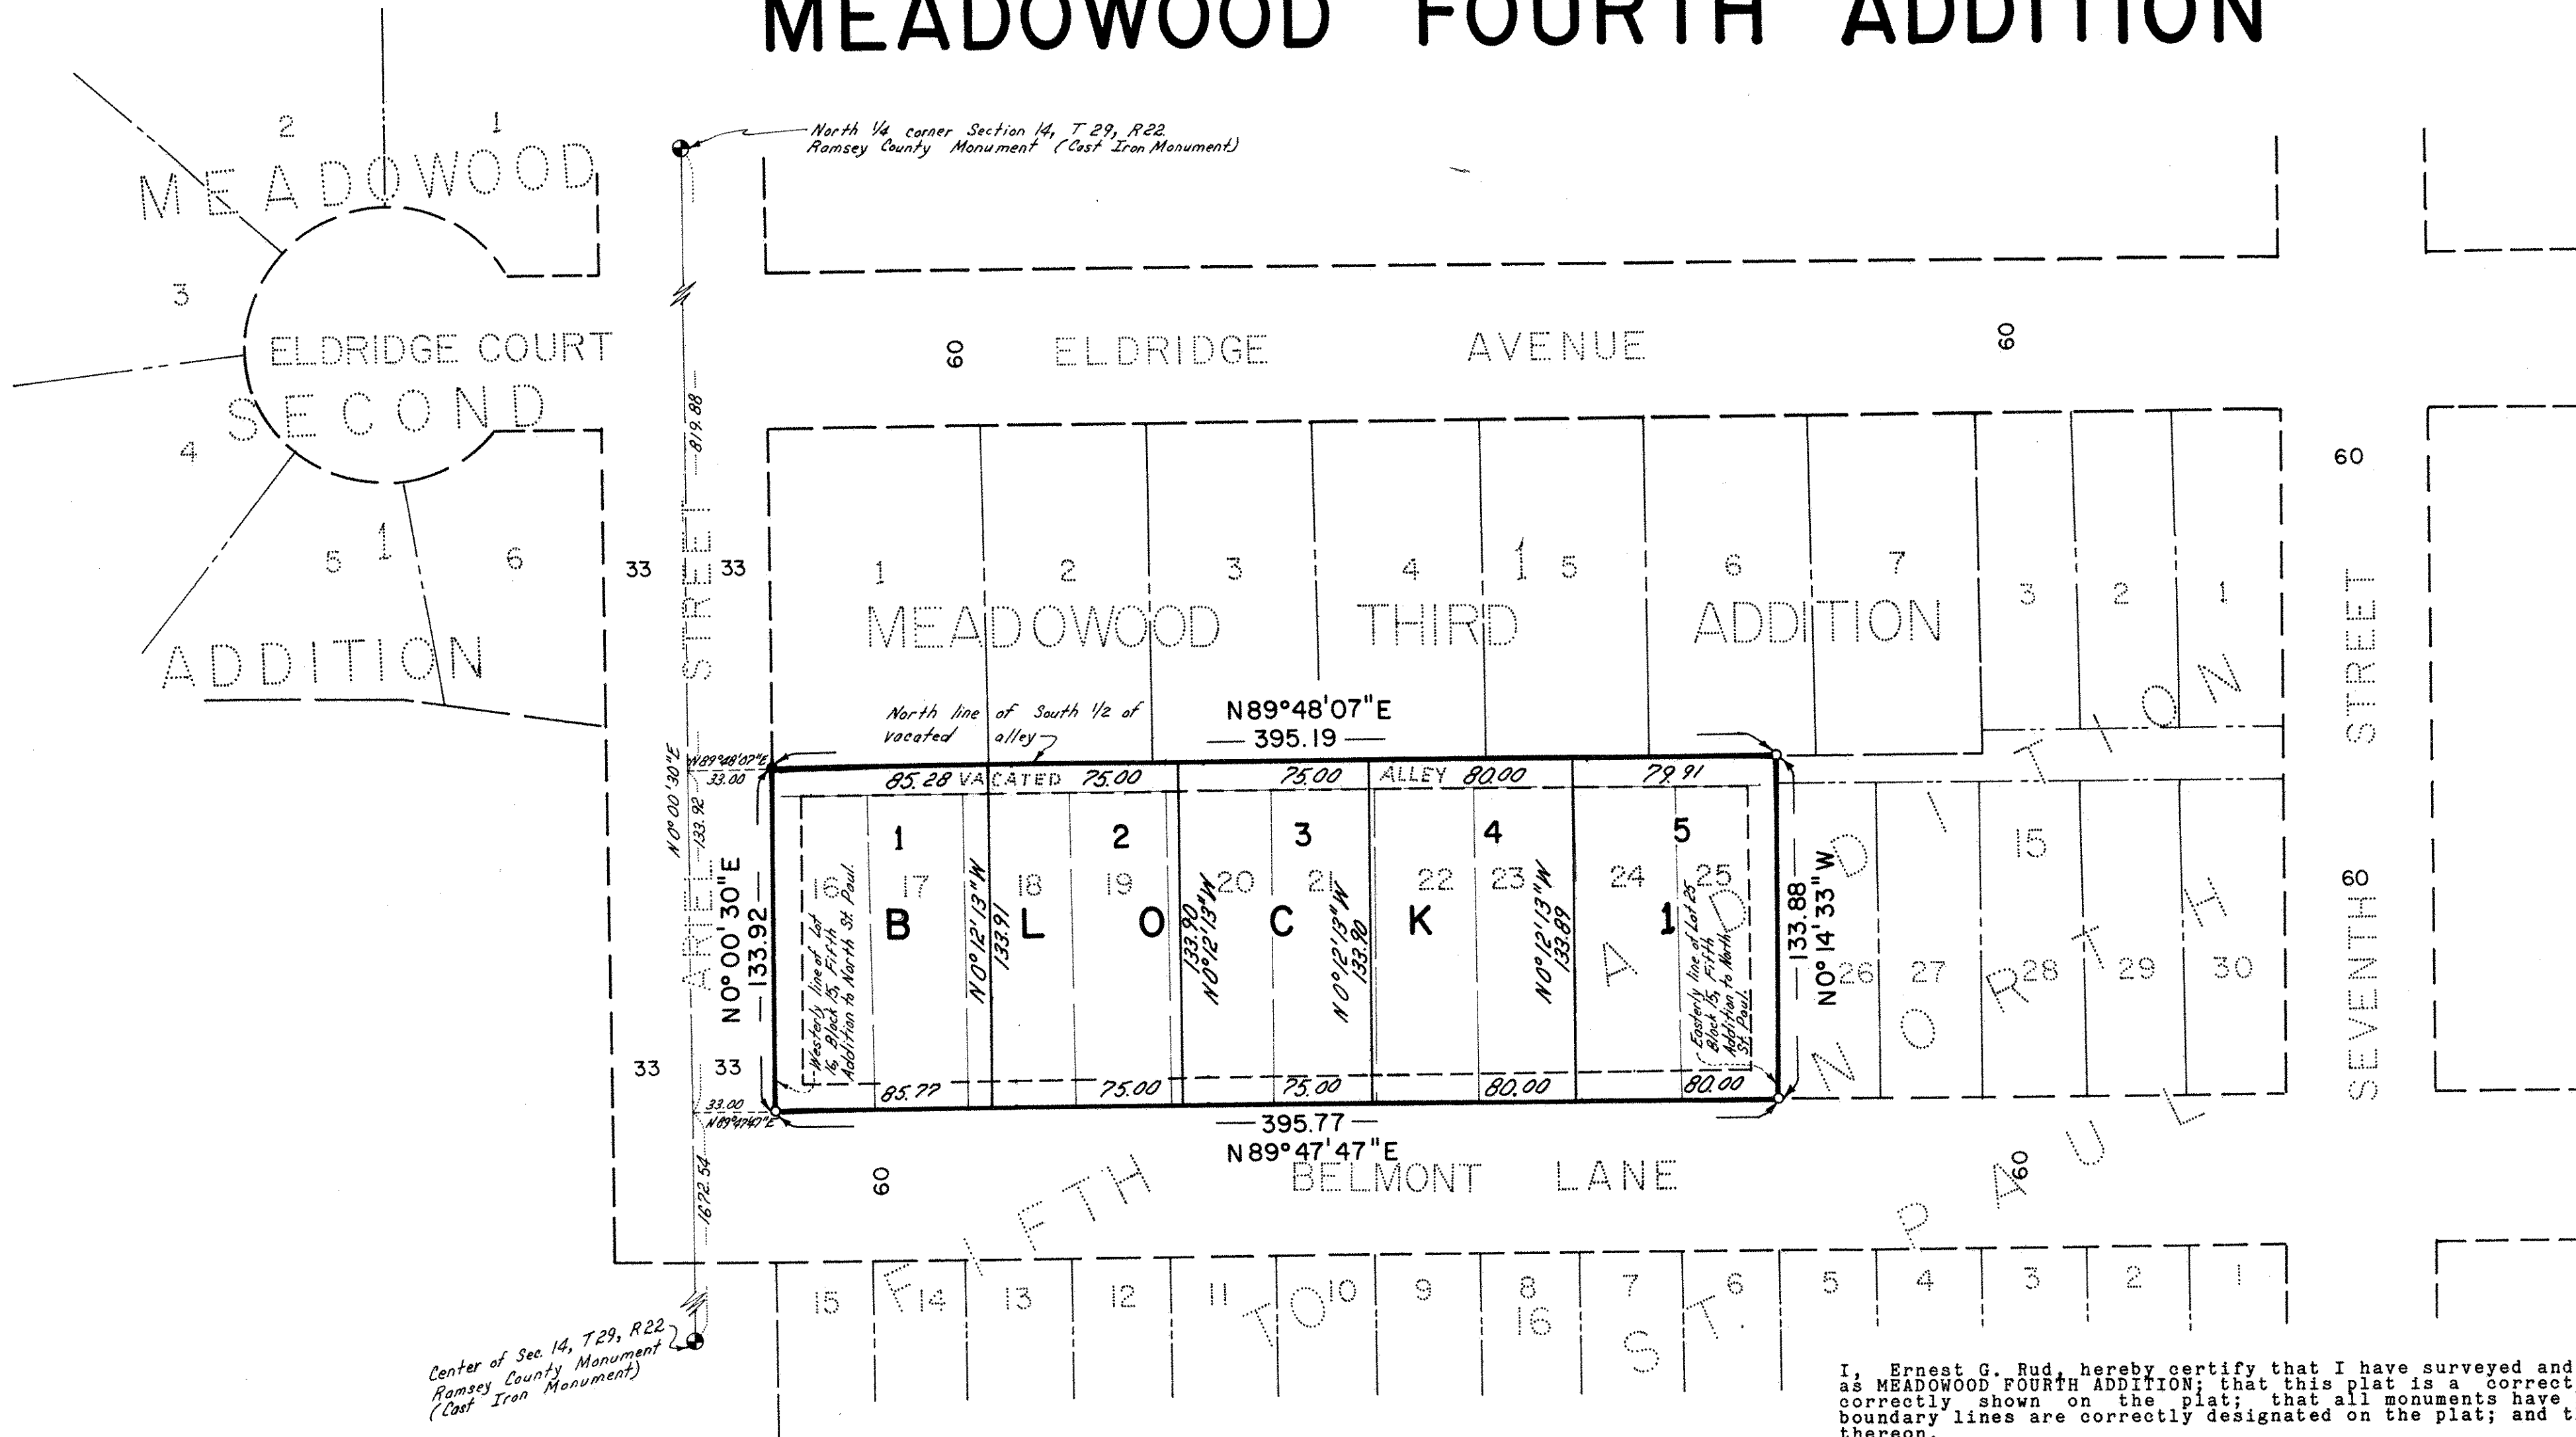 MEADOWOOD FOURTH ADDITION
North 1/4 corner Section 14, T 29, R22.
Ramsey County Monument (Cast Iron Monument)
2
1
MEADOWOOD
3
ELDRIDGE COURT
SECOND
4
5
1
6
ADDITION
60
ELDRIDGE
AVENUE
60
819.88
STREET
33
33
60
1
2
3
4
1
5
6
7
3
2
1
MEADOWOOD THIRD ADDITION
STREET
North line of South 1/2 of
vacated alley
N89°48'07"E
395.19
N89°48'07"E
33.00
N0°00'30"E
133.92
85.28
VACATED
75.00
75.00
ALLEY
80.00
79.91
1
2
3
4
5
16
17
18
19
20
21
22
23
24
25
15
BLOCK 1
N0°00'30"E
133.92
ARIEL
Westerly line of Lot
16, Block 15, Fifth
Addition to North St. Paul.
N0°12'13"W
133.91
133.90
N0°12'13"W
N0°12'13"W
133.90
N0°12'13"W
133.89
Easterly line of Lot 25
Block 15, Fifth
Addition to North
St. Paul.
133.88
N0°14'33"W
26
27
28
29
30
60
SEVENTH
33
33
85.77
75.00
75.00
80.00
80.00
33.00
N89°47'47"E
395.77
N89°47'47"E
1672.54
60
BELMONT LANE
60
FIFTH
ADDITION
TO
NORTH
ST.
PAUL
15
14
13
12
11
10
9
8
7
6
5
4
3
2
1
16
Center of Sec. 14, T29, R22
Ramsey County Monument
(Cast Iron Monument)
I, Ernest G. Rud, hereby certify that I have surveyed and
as MEADOWOOD FOURTH ADDITION; that this plat is a correct
correctly shown on the plat; that all monuments have
boundary lines are correctly designated on the plat; and t
thereon.